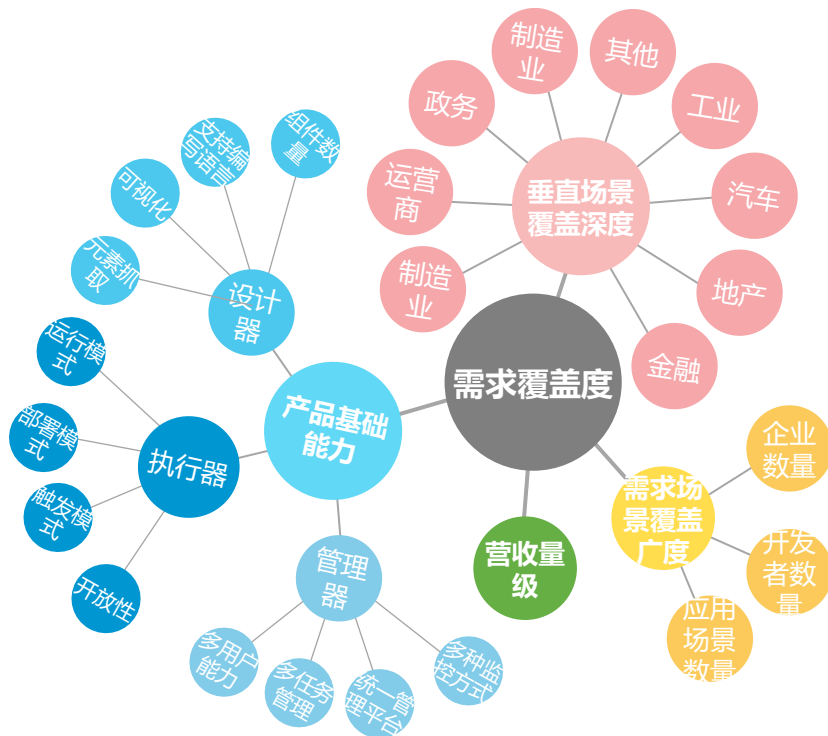 制造
业
其他
政务
工业
运营
商
垂直场景
覆盖深度
汽车
制造
业
地产
金融
组件数
量
支持编
写语言
可视化
元素抓
取
设计
器
需求覆盖度
产品基础
能力
运行模
式
部署模
式
执行器
触发模
式
开放性
管理
器
多用户
能力
多任务
管理
统一管
理平台
多种监
控方式
营收量
级
需求场
景覆盖
广度
企业
数量
开发
者数
量
应用
场景
数量